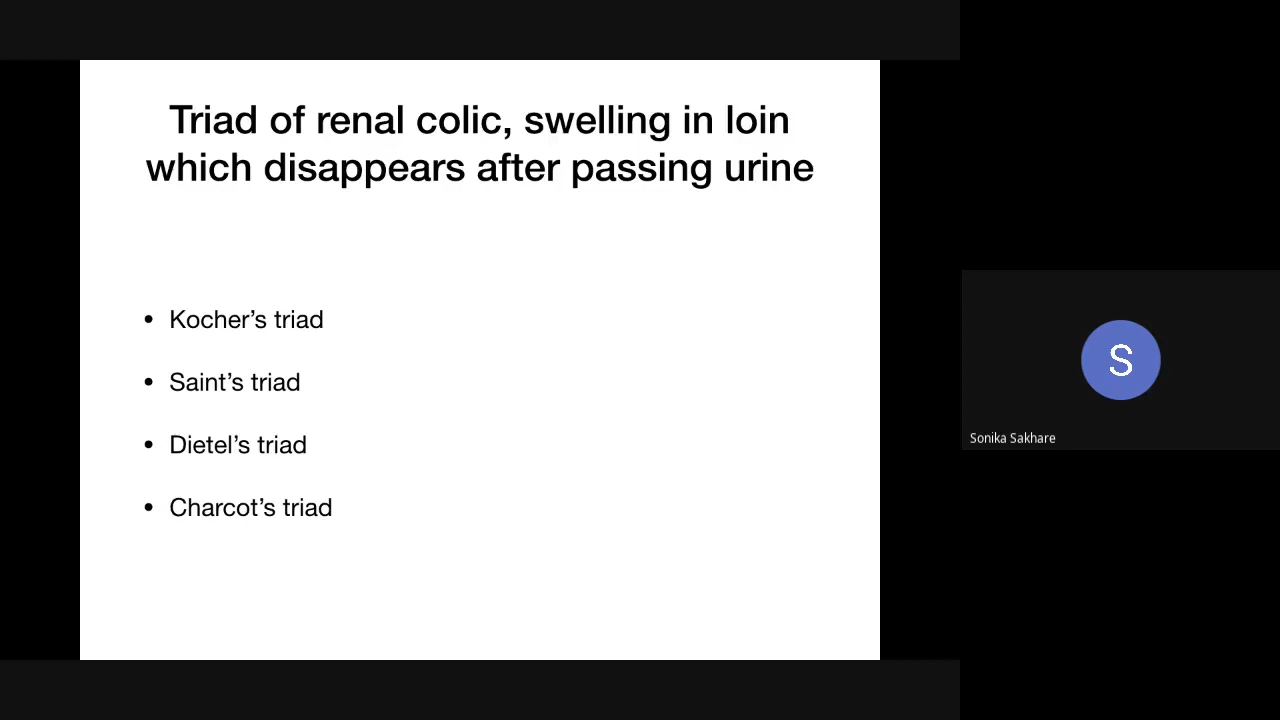 Triad of renal colic, swelling in loin
which disappears after passing urine
• Kocher’s triad
• Saint’s triad
• Dietel’s triad
• Charcot’s triad
S
Sonika Sakhare